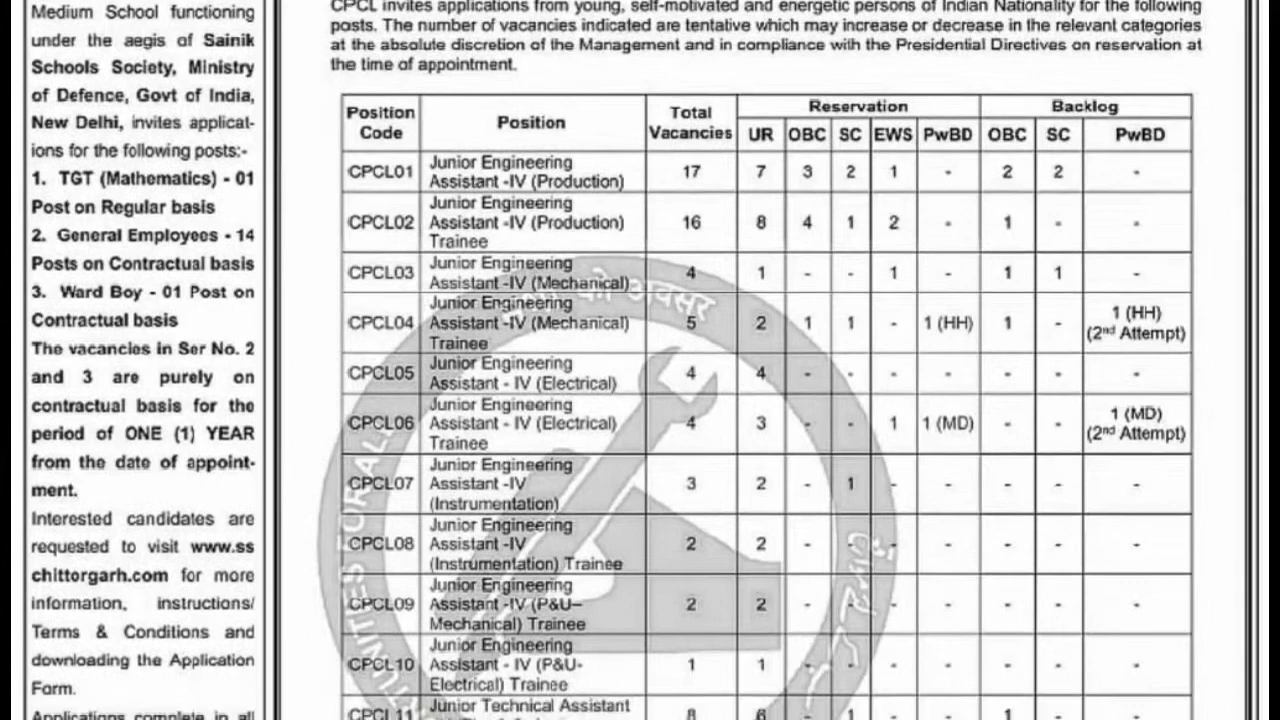 Medium School functioning
under the aegis of Sainik
Schools Society, Ministry
of Defence, Govt of India,
New Delhi, invites applicat-
ions for the following posts:-
1. TGT (Mathematics) - 01
Post on Regular basis
2. General Employees - 14
Posts on Contractual basis
3. Ward Boy - 01 Post on
Contractual basis
The vacancies in Ser No. 2
and 3 are purely on
contractual basis for the
period of ONE (1) YEAR
from the date of appoint-
ment.
Interested candidates are
requested to visit www.ss
chittorgarh.com for more
information, instructions/
Terms & Conditions and
downloading the Application
Form.
Applications complete in all
CPCL invites applications from young, self-motivated and energetic persons of Indian Nationality for the following
posts. The number of vacancies indicated are tentative which may increase or decrease in the relevant categories
at the absolute discretion of the Management and in compliance with the Presidential Directives on reservation at
the time of appointment.
Position Code Position Total Vacancies Reservation Backlog
UR OBC SC EWS PwBD OBC SC PwBD
CPCL01 Junior Engineering Assistant -IV (Production) 17 7 3 2 1 - 2 2 -
CPCL02 Junior Engineering Assistant -IV (Production) Trainee 16 8 4 1 2 - 1 - -
CPCL03 Junior Engineering Assistant -IV (Mechanical) 4 1 - - 1 - 1 1 -
CPCL04 Junior Engineering Assistant -IV (Mechanical) Trainee 5 2 1 1 - 1 (HH) 1 - 1 (HH) (2nd Attempt)
CPCL05 Junior Engineering Assistant - IV (Electrical) 4 4 - - - - - - -
CPCL06 Junior Engineering Assistant - IV (Electrical) Trainee 4 3 - - 1 1 (MD) - - 1 (MD) (2nd Attempt)
CPCL07 Junior Engineering Assistant -IV (Instrumentation) 3 2 - 1 - - - - -
CPCL08 Junior Engineering Assistant -IV (Instrumentation) Trainee 2 2 - - - - - - -
CPCL09 Junior Engineering Assistant -IV (P&U– Mechanical) Trainee 2 2 - - - - - - -
CPCL10 Junior Engineering Assistant - IV (P&U- Electrical) Trainee 1 1 - - - - - - -
CPCL11 Junior Technical Assistant 8 6 - 1 - - 1 - -
को अवसर
UNITIES FOR ALL